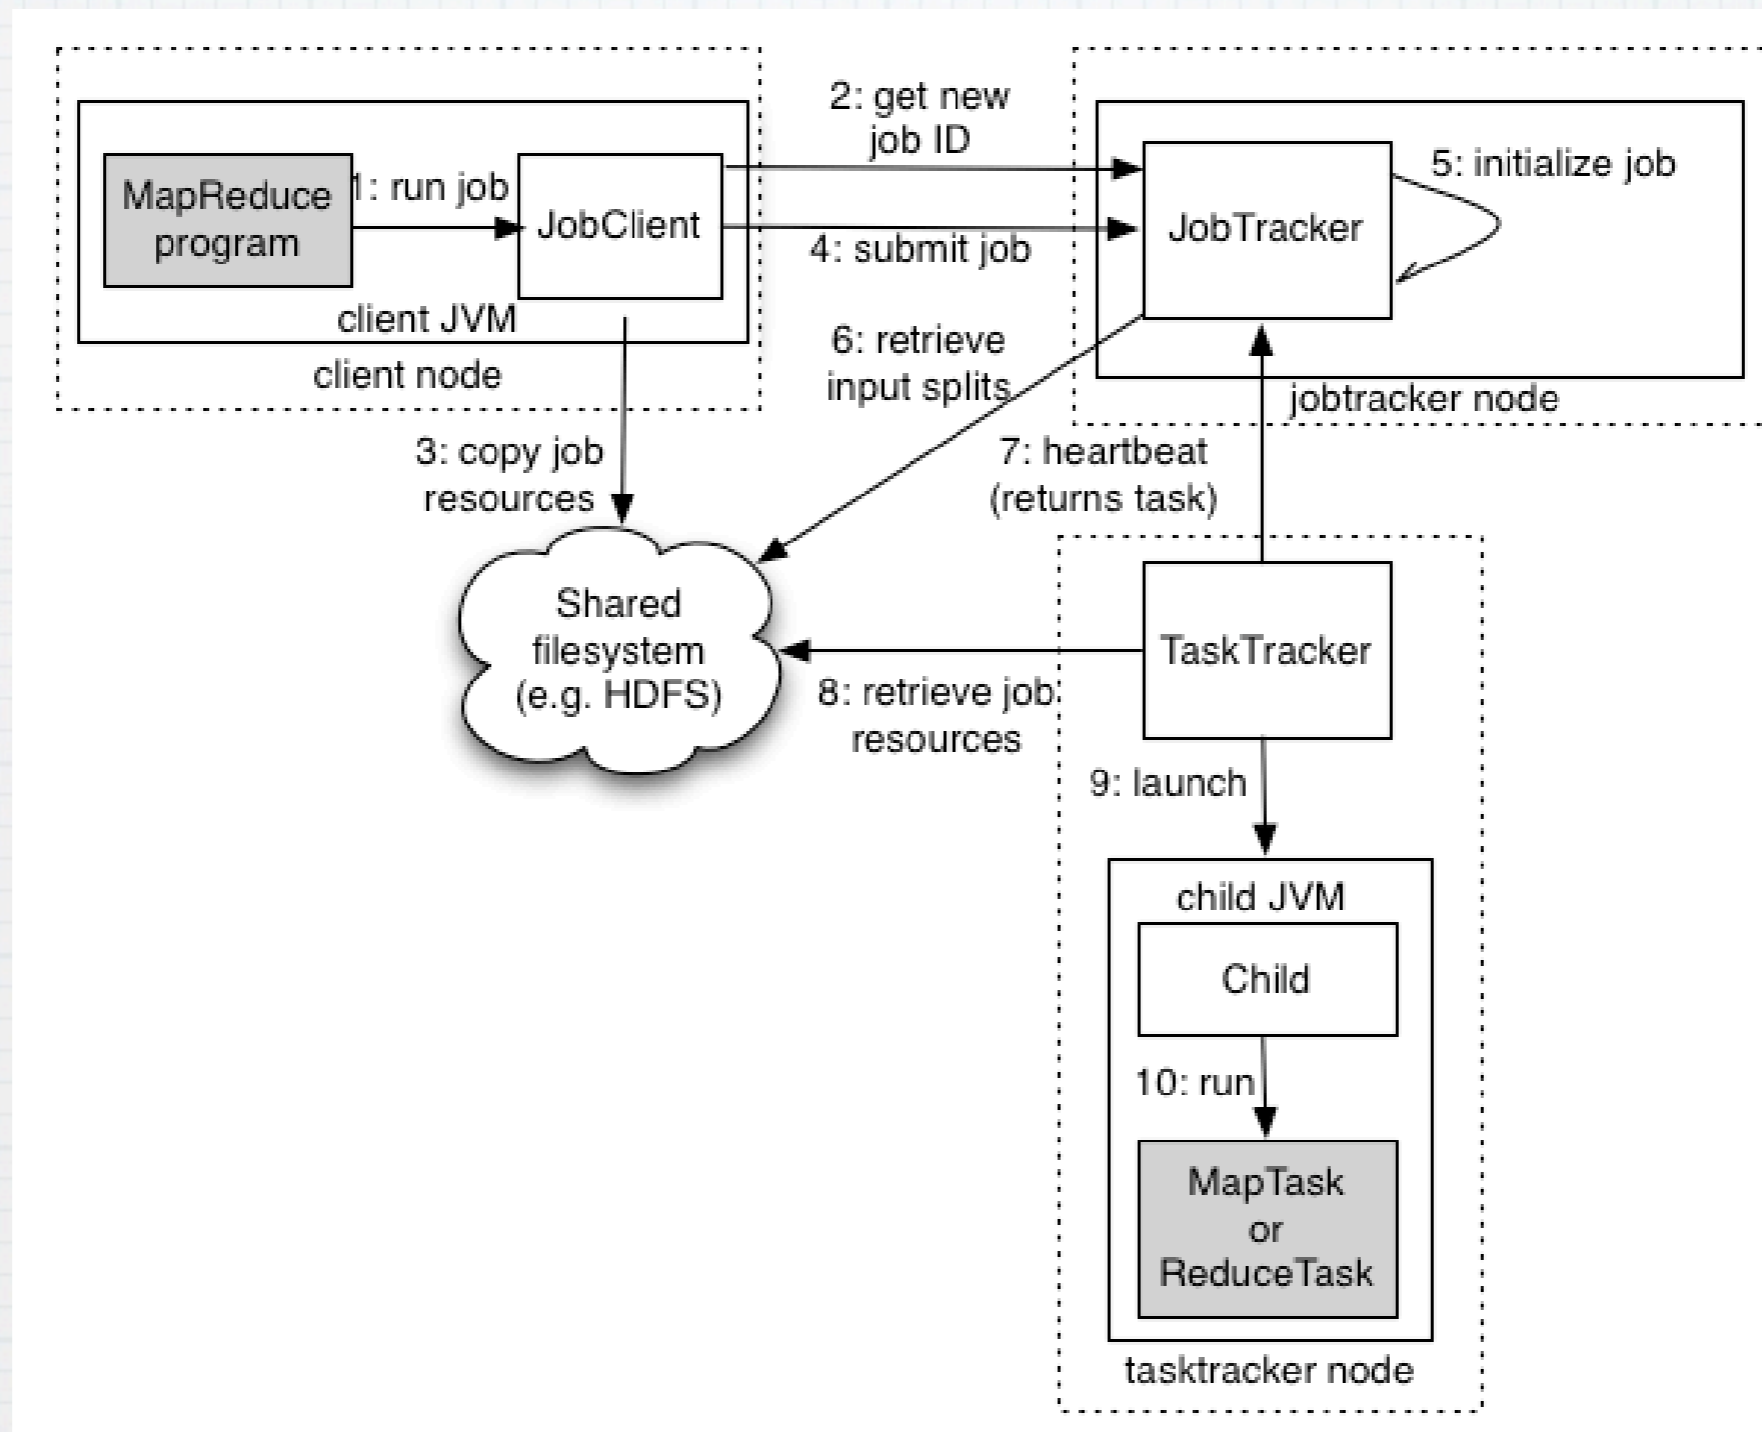 2: get new
job ID
5: initialize job
MapReduce
program
1: run job
JobClient
JobTracker
4: submit job
client JVM
client node
6: retrieve
input splits
jobtracker node
3: copy job
resources
7: heartbeat
(returns task)
Shared
filesystem
(e.g. HDFS)
TaskTracker
8: retrieve job
resources
9: launch
child JVM
Child
10: run
MapTask
or
ReduceTask
tasktracker node